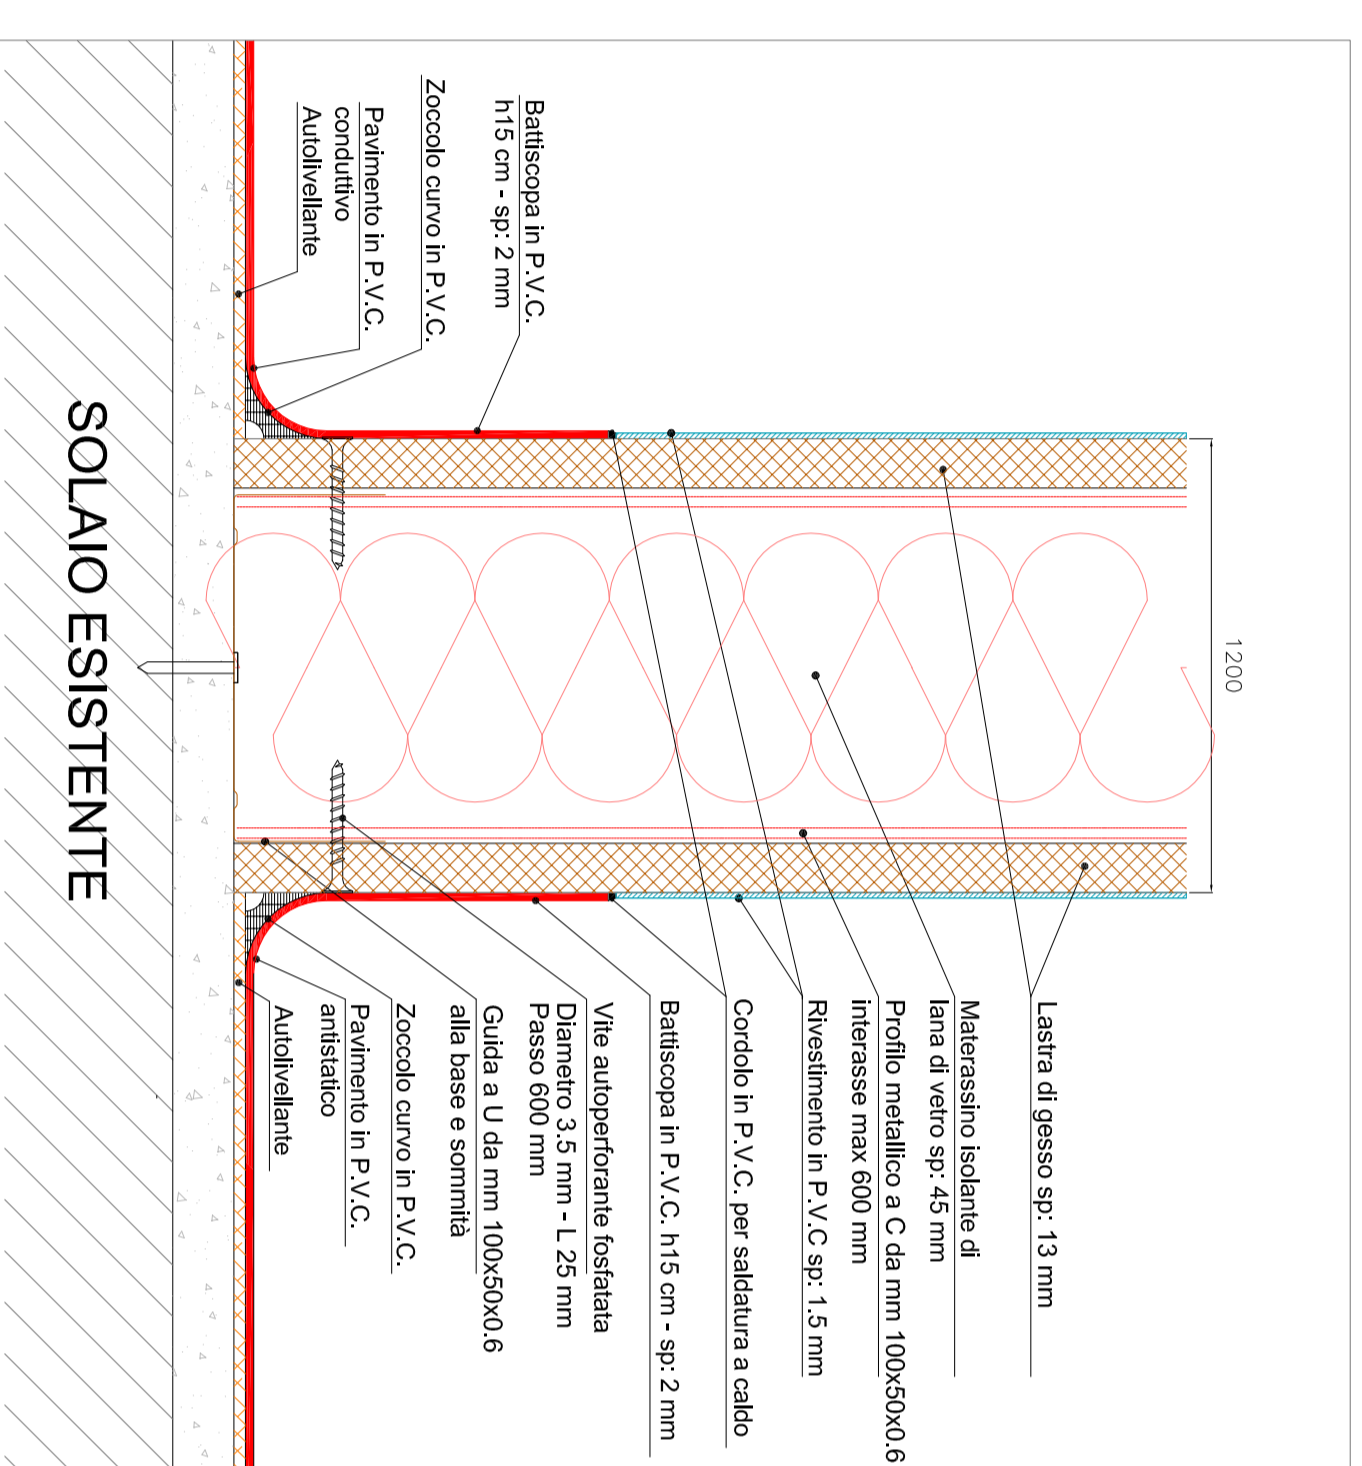 1200
Battiscopa in P.V.C.
h15 cm - sp: 2 mm
Zoccolo curvo in P.V.C.
Pavimento in P.V.C.
conduttivo
Autolivellante
Lastra di gesso sp: 13 mm
Materassino isolante di
lana di vetro sp: 45 mm
Profilo metallico a C da mm 100x50x0.6
interasse max 600 mm
Rivestimento in P.V.C sp: 1.5 mm
Cordolo in P.V.C. per saldatura a caldo
Battiscopa in P.V.C. h15 cm - sp: 2 mm
Vite autoperforante fosfatata
Diametro 3.5 mm - L 25 mm
Passo 600 mm
Guida a U da mm 100x50x0.6
alla base e sommità
Zoccolo curvo in P.V.C.
Pavimento in P.V.C.
antistatico
Autolivellante
SOLAIO ESISTENTE